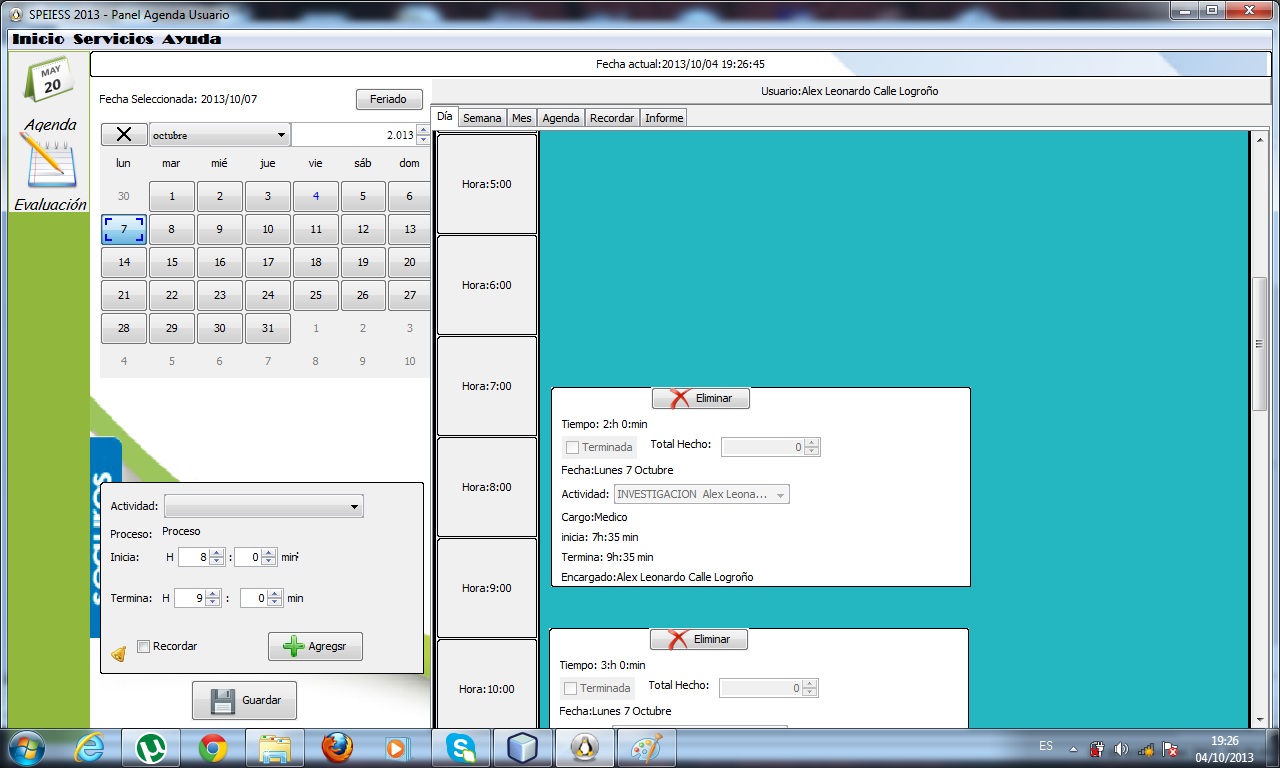 SPEIESS 2013 - Panel Agenda Usuario
Inicio Servicios Ayuda
MAY
20
Agenda
Evaluación
Fecha actual:2013/10/04 19:26:45
Usuario:Alex Leonardo Calle Logroño
Fecha Seleccionada: 2013/10/07 Feriado
octubre 2.013
lun mar mié jue vie sáb dom
30 1 2 3 4 5 6
7 8 9 10 11 12 13
14 15 16 17 18 19 20
21 22 23 24 25 26 27
28 29 30 31 1 2 3
4 5 6 7 8 9 10
seguros
Actividad:
Proceso: Proceso
Inicia: H 8 : 0 min
Termina: H 9 : 0 min
Recordar Agregsr
Guardar
Día Semana Mes Agenda Recordar Informe
Hora:5:00
Hora:6:00
Hora:7:00
Hora:8:00
Hora:9:00
Hora:10:00
Eliminar
Tiempo: 2:h 0:min
Terminada Total Hecho: 0
Fecha:Lunes 7 Octubre
Actividad: INVESTIGACION Alex Leona...
Cargo:Medico
inicia: 7h:35 min
Termina: 9h:35 min
Encargado:Alex Leonardo Calle Logroño
Eliminar
Tiempo: 3:h 0:min
Terminada Total Hecho: 0
Fecha:Lunes 7 Octubre
ES
19:26
04/10/2013